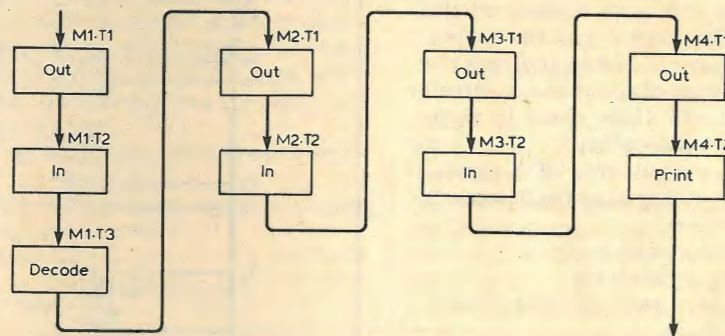 M1·T1
Out
M1·T2
In
M1·T3
Decode
M2·T1
Out
M2·T2
In
M3·T1
Out
M3·T2
In
M4·T1
Out
M4·T2
Print